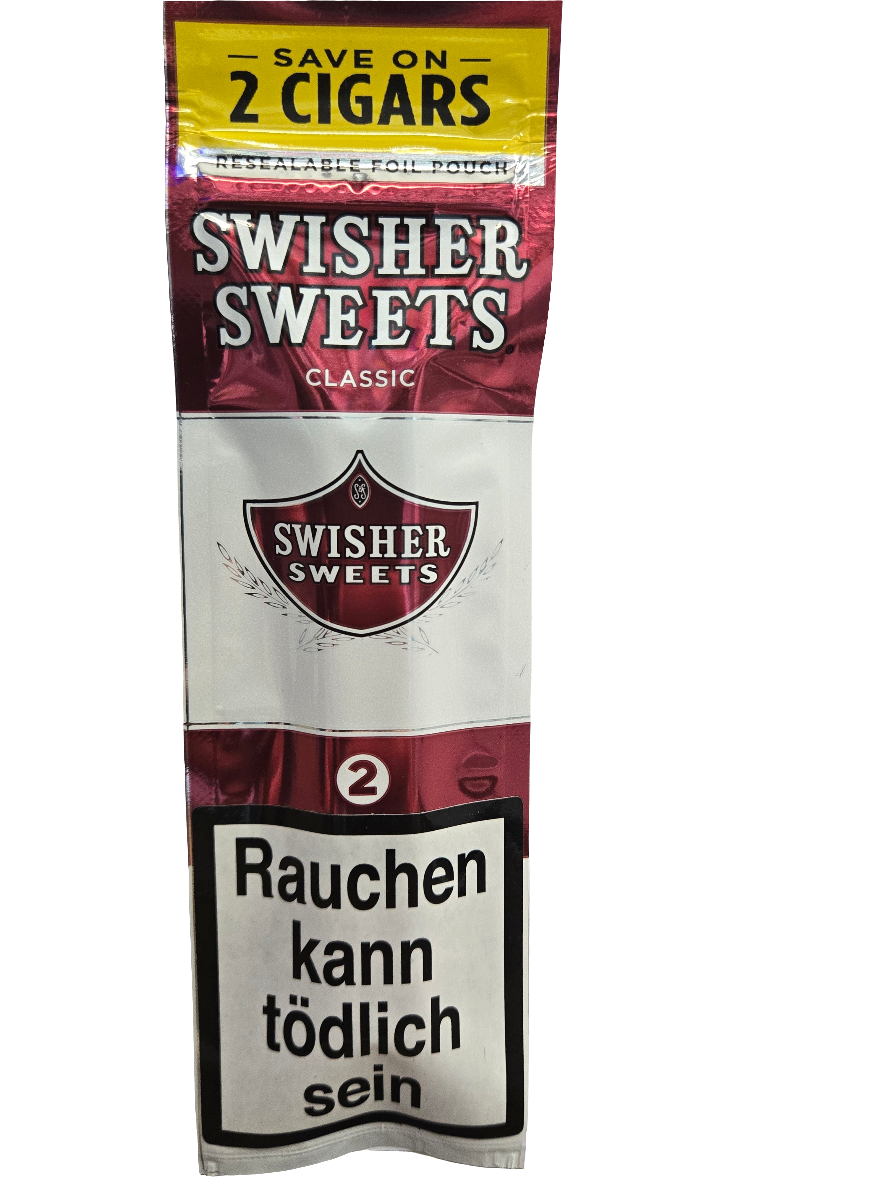 SAVE ON
2 CIGARS
RESEALABLE FOIL POUCH
SWISHER
SWEETS
CLASSIC
S&S
SWISHER
SWEETS
2
Rauchen
kann
tödlich
sein